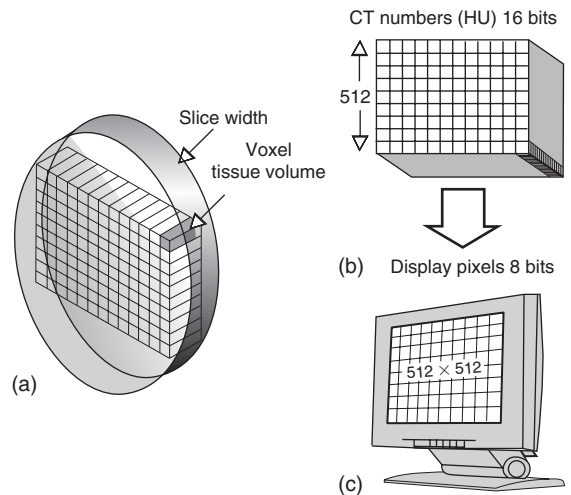 CT numbers (HU) 16 bits
512
Slice width
Voxel
tissue volume
(a)
(b) Display pixels 8 bits
512 × 512
(c)